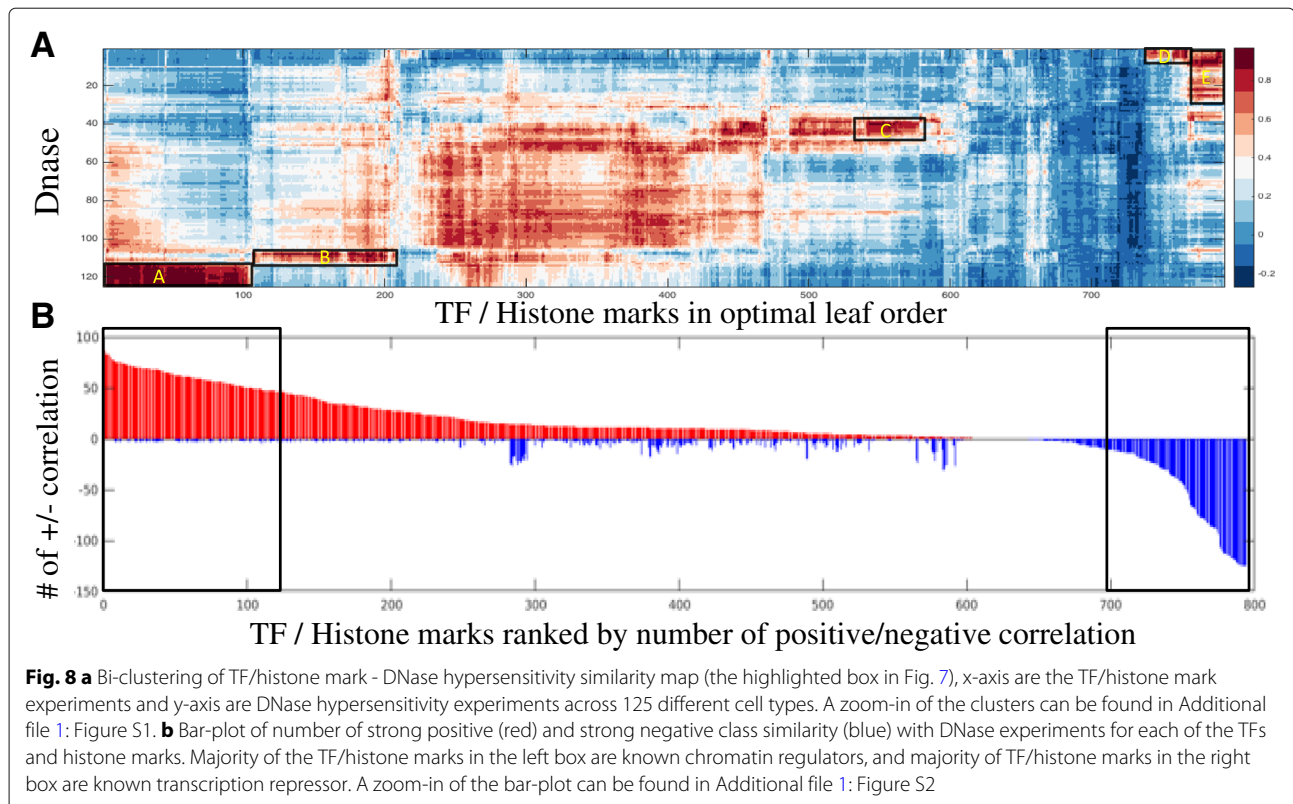 A
Dnase
20
40
60
80
100
120
A
B
C
D
E
0.8
0.6
0.4
0.2
0
-0.2
100 200 300 400 500 600 700
TF / Histone marks in optimal leaf order
B
# of +/- correlation
100
50
0
-50
-100
-150
0 100 200 300 400 500 600 700 800
TF / Histone marks ranked by number of positive/negative correlation
Fig. 8 a Bi-clustering of TF/histone mark - DNase hypersensitivity similarity map (the highlighted box in Fig. 7), x-axis are the TF/histone mark
experiments and y-axis are DNase hypersensitivity experiments across 125 different cell types. A zoom-in of the clusters can be found in Additional
file 1: Figure S1. b Bar-plot of number of strong positive (red) and strong negative class similarity (blue) with DNase experiments for each of the TFs
and histone marks. Majority of the TF/histone marks in the left box are known chromatin regulators, and majority of TF/histone marks in the right
box are known transcription repressor. A zoom-in of the bar-plot can be found in Additional file 1: Figure S2